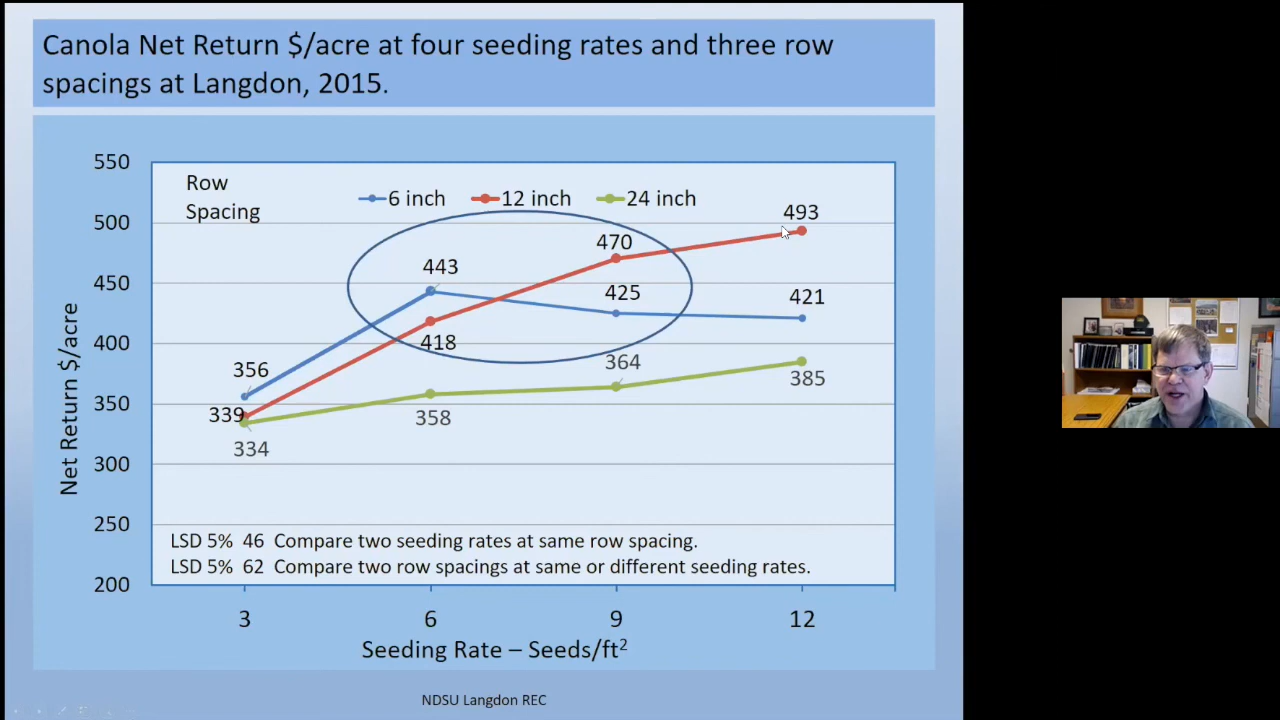 Canola Net Return $/acre at four seeding rates and three row
spacings at Langdon, 2015.
550
500
450
400
350
300
250
200
Net Return $/acre
Row
Spacing
6 inch
12 inch
24 inch
356
443
425
421
339
418
470
493
334
358
364
385
LSD 5% 46 Compare two seeding rates at same row spacing.
LSD 5% 62 Compare two row spacings at same or different seeding rates.
3
6
9
12
Seeding Rate – Seeds/ft²
NDSU Langdon REC